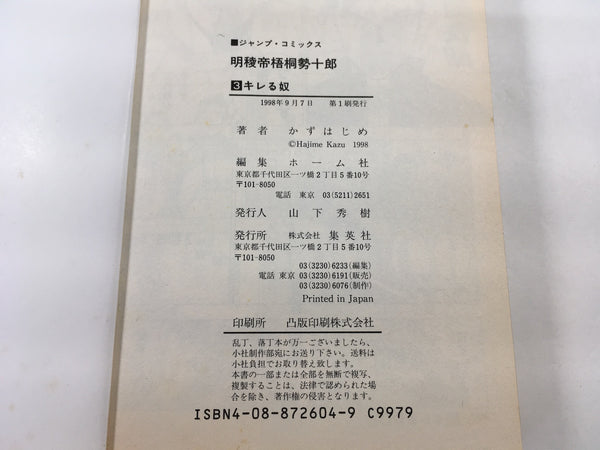 ■ジャンプ・コミックス
明稜帝梧桐勢十郎
3キレる奴
1998年9月7日 第1刷発行
著者 かずはじめ
©Hajime Kazu 1998
編集 ホーム社
東京都千代田区一ツ橋2丁目5番10号
〒101-8050
電話 東京 03(5211)2651
発行人 山下秀樹
発行所 株式会社 集英社
東京都千代田区一ツ橋2丁目5番10号
〒101-8050
03(3230)6233(編集)
電話 東京 03(3230)6191(販売)
03(3230)6076(制作)
Printed in Japan
印刷所 凸版印刷株式会社
乱丁、落丁本が万一ございましたら、
小社制作部宛にお送り下さい。送料は
小社負担でお取り替え致します。
本書の一部または全部を無断で複写、
複製することは、法律で認められた場
合を除き、著作権の侵害となります。
ISBN4-08-872604-9 C9979